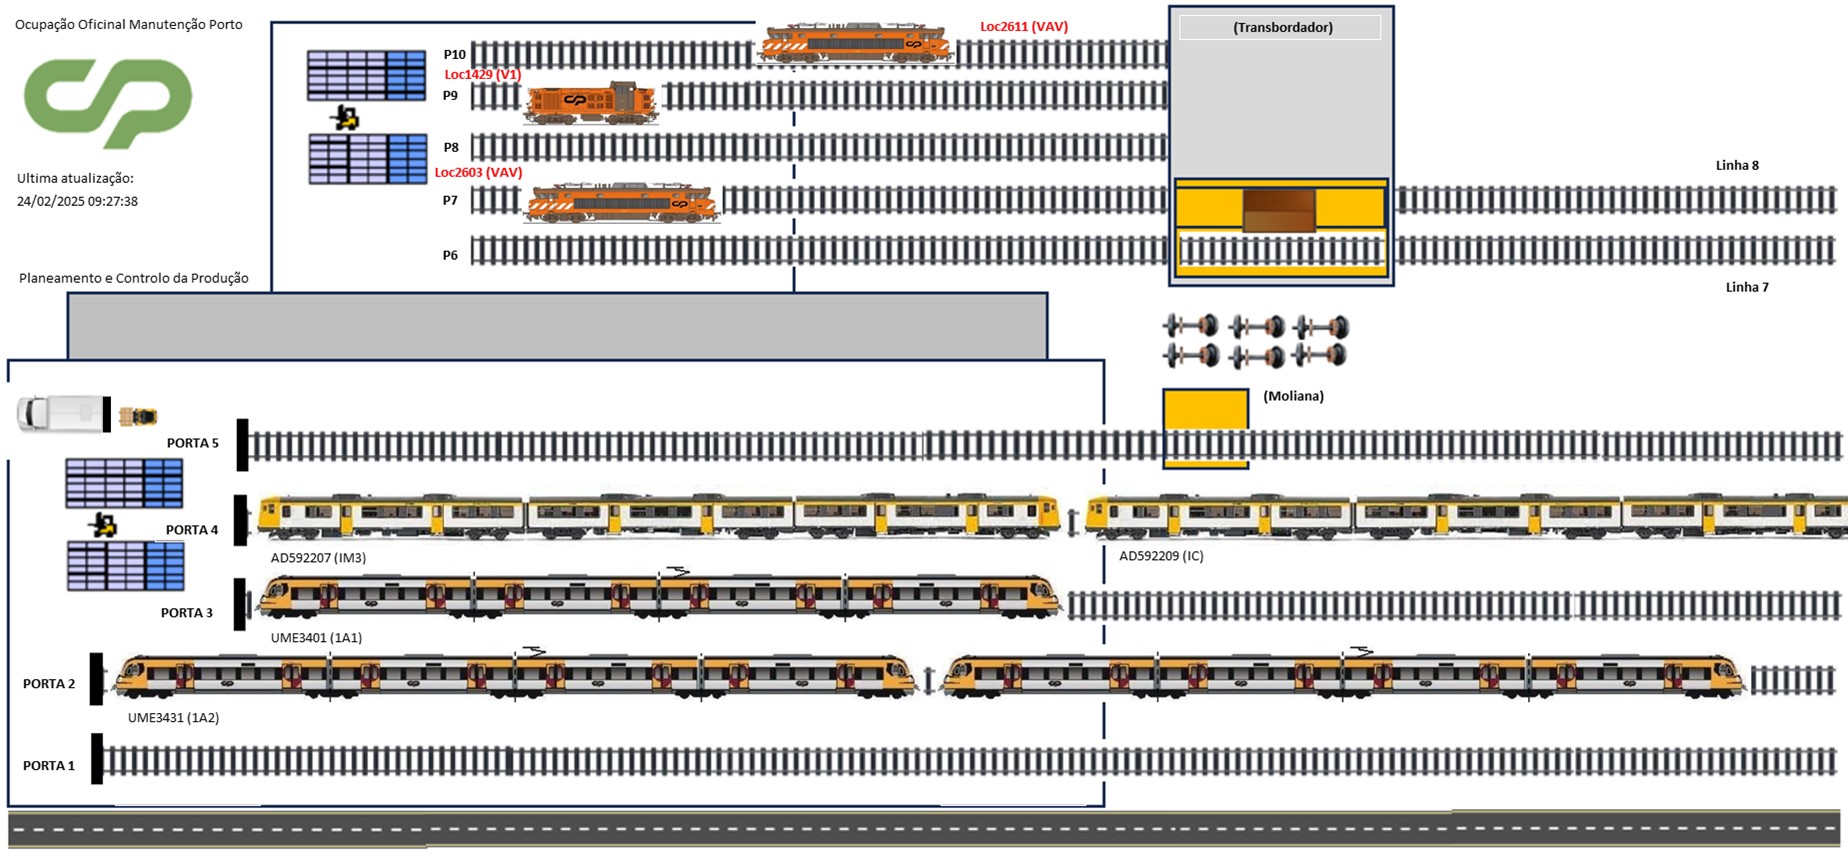 Ocupação Oficinal Manutenção Porto
Loc2611 (VAV)
(Transbordador)
P10
Loc1429 (V1)
P9
P8
Loc2603 (VAV)
P7
P6
Linha 8
Linha 7
Ultima atualização:
24/02/2025 09:27:38
Planeamento e Controlo da Produção
(Moliana)
PORTA 5
PORTA 4
AD592207 (IM3)
AD592209 (IC)
PORTA 3
UME3401 (1A1)
PORTA 2
UME3431 (1A2)
PORTA 1